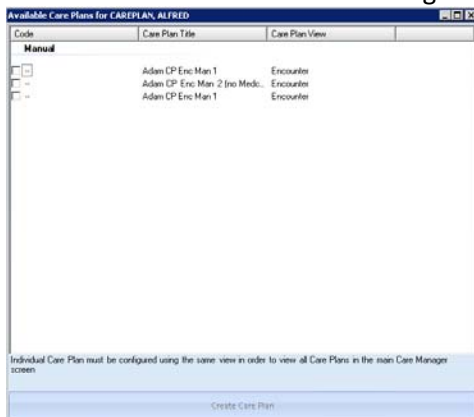 Available Care Plans for CAREPLAN, ALFRED
Code Care Plan Title Care Plan View
Manual
-- Adam CP Enc Man 1 Encounter
-- Adam CP Enc Man 2 (no Medc... Encounter
-- Adam CP Enc Man 1 Encounter
Individual Care Plan must be configured using the same view in order to view all Care Plans in the main Care Manager
screen
Create Care Plan